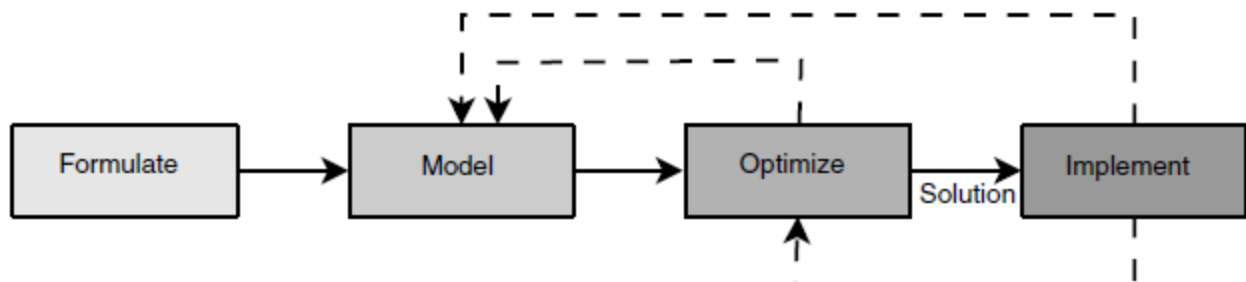 Formulate
Model
Optimize
Solution
Implement